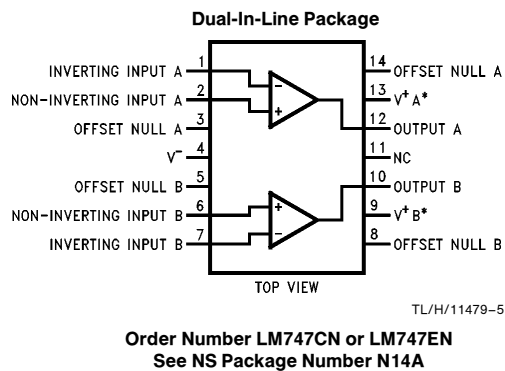 Dual-In-Line Package
INVERTING INPUT A 1
NON-INVERTING INPUT A 2
OFFSET NULL A 3
V⁻ 4
OFFSET NULL B 5
NON-INVERTING INPUT B 6
INVERTING INPUT B 7
14 OFFSET NULL A
13 V⁺ A*
12 OUTPUT A
11 NC
10 OUTPUT B
9 V⁺ B*
8 OFFSET NULL B
- +
+ -
TOP VIEW
TL/H/11479-5
Order Number LM747CN or LM747EN
See NS Package Number N14A